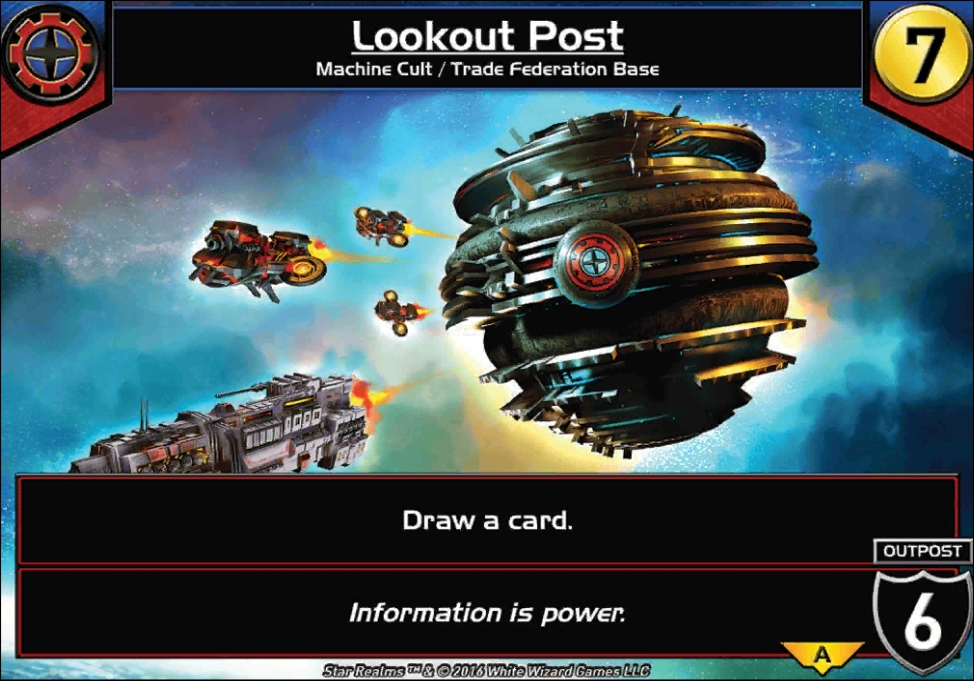 Lookout Post
7
Machine Cult / Trade Federation Base
Draw a card.
OUTPOST
6
Information is power.
A
Star Realms ™ & © 2016 White Wizard Games LLC